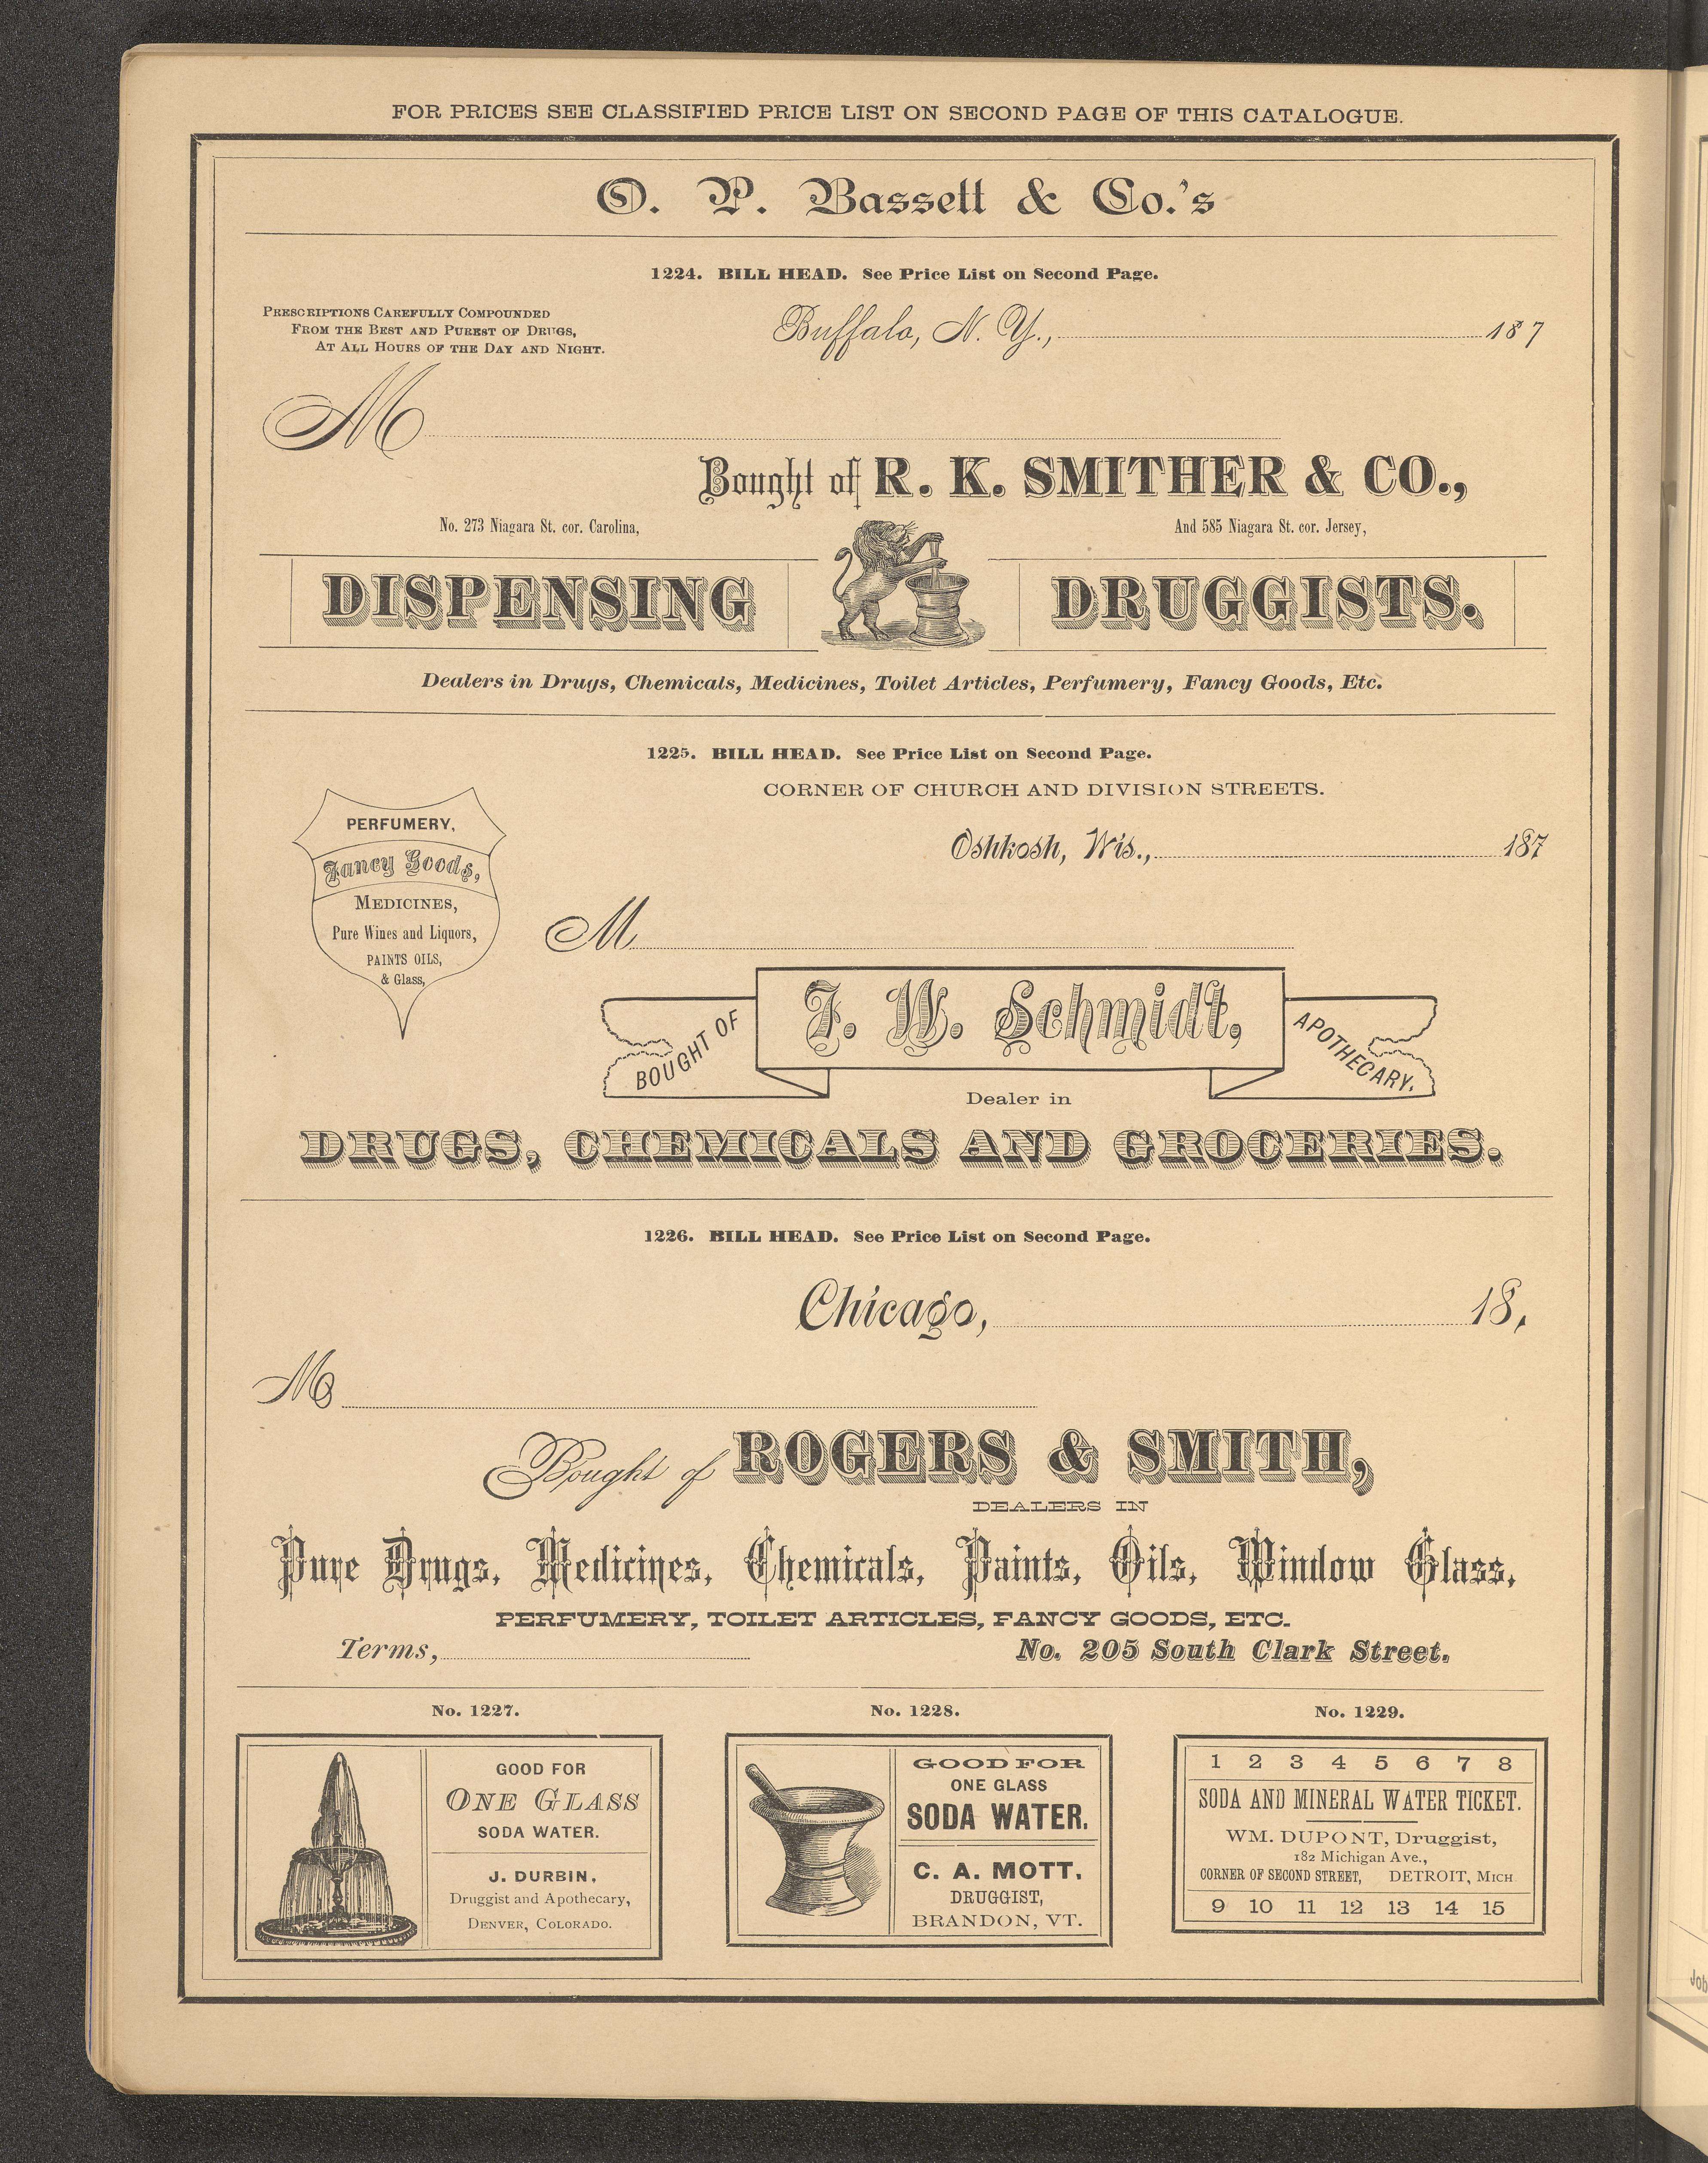 FOR PRICES SEE CLASSIFIED PRICE LIST ON SECOND PAGE OF THIS CATALOGUE.
O. P. Bassett & Co.'s
1224. BILL HEAD. See Price List on Second Page.
PRESCRIPTIONS CAREFULLY COMPOUNDED
FROM THE BEST AND PUREST OF DRUGS,
AT ALL HOURS OF THE DAY AND NIGHT.
Buffalo, N. Y., 187
M
Bought of R. K. SMITHER & CO.,
No. 273 Niagara St. cor. Carolina,
And 585 Niagara St. cor. Jersey,
DISPENSING DRUGGISTS.
Dealers in Drugs, Chemicals, Medicines, Toilet Articles, Perfumery, Fancy Goods, Etc.
1225. BILL HEAD. See Price List on Second Page.
CORNER OF CHURCH AND DIVISION STREETS.
PERFUMERY,
Fancy Goods,
MEDICINES,
Pure Wines and Liquors,
PAINTS OILS,
& Glass,
Oshkosh, Wis., 187
M
BOUGHT OF
J. W. Schmidt,
APOTHECARY.
Dealer in
DRUGS, CHEMICALS AND GROCERIES.
1226. BILL HEAD. See Price List on Second Page.
Chicago, 18,
M
Bought of ROGERS & SMITH,
DEALERS IN
Pure Drugs, Medicines, Chemicals, Paints, Oils, Window Glass,
PERFUMERY, TOILET ARTICLES, FANCY GOODS, ETC.
Terms, No. 205 South Clark Street.
No. 1227.
GOOD FOR
ONE GLASS
SODA WATER.
J. DURBIN,
Druggist and Apothecary,
DENVER, COLORADO.
No. 1228.
GOOD FOR
ONE GLASS
SODA WATER.
C. A. MOTT,
DRUGGIST,
BRANDON, VT.
No. 1229.
1 2 3 4 5 6 7 8
SODA AND MINERAL WATER TICKET.
WM. DUPONT, Druggist,
182 Michigan Ave.,
CORNER OF SECOND STREET, DETROIT, MICH
9 10 11 12 13 14 15
Job